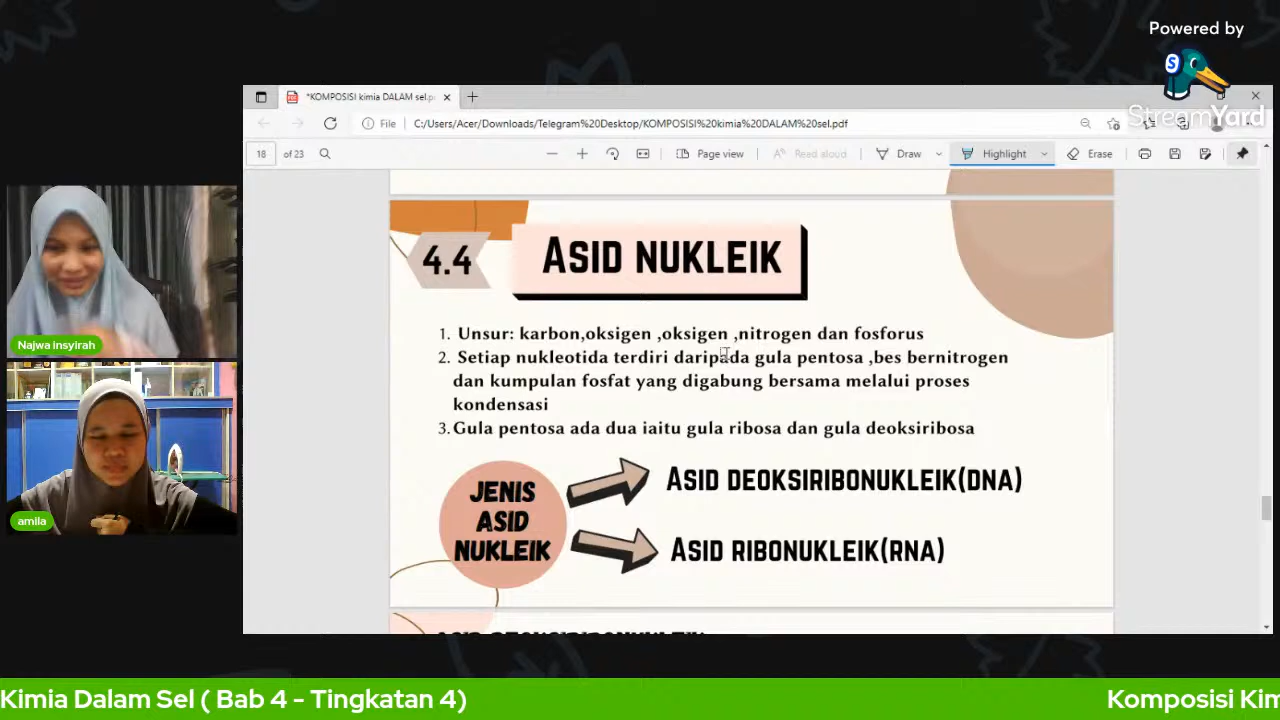 Powered by
S
StreamYard
*KOMPOSISI kimia DALAM sel.p
File C:/Users/Acer/Downloads/Telegram%20Desktop/KOMPOSISI%20kimia%20DALAM%20sel.pdf
18 of 23 Page view Read aloud Draw Highlight Erase
4.4 ASID NUKLEIK
1. Unsur: karbon,oksigen ,oksigen ,nitrogen dan fosforus
2. Setiap nukleotida terdiri daripada gula pentosa ,bes bernitrogen
dan kumpulan fosfat yang digabung bersama melalui proses
kondensasi
3. Gula pentosa ada dua iaitu gula ribosa dan gula deoksiribosa
JENIS
ASID
NUKLEIK
ASID DEOKSIRIBONUKLEIK(DNA)
ASID RIBONUKLEIK(RNA)
Najwa Insyirah
amila
Kimia Dalam Sel ( Bab 4 - Tingkatan 4)
Komposisi Kim